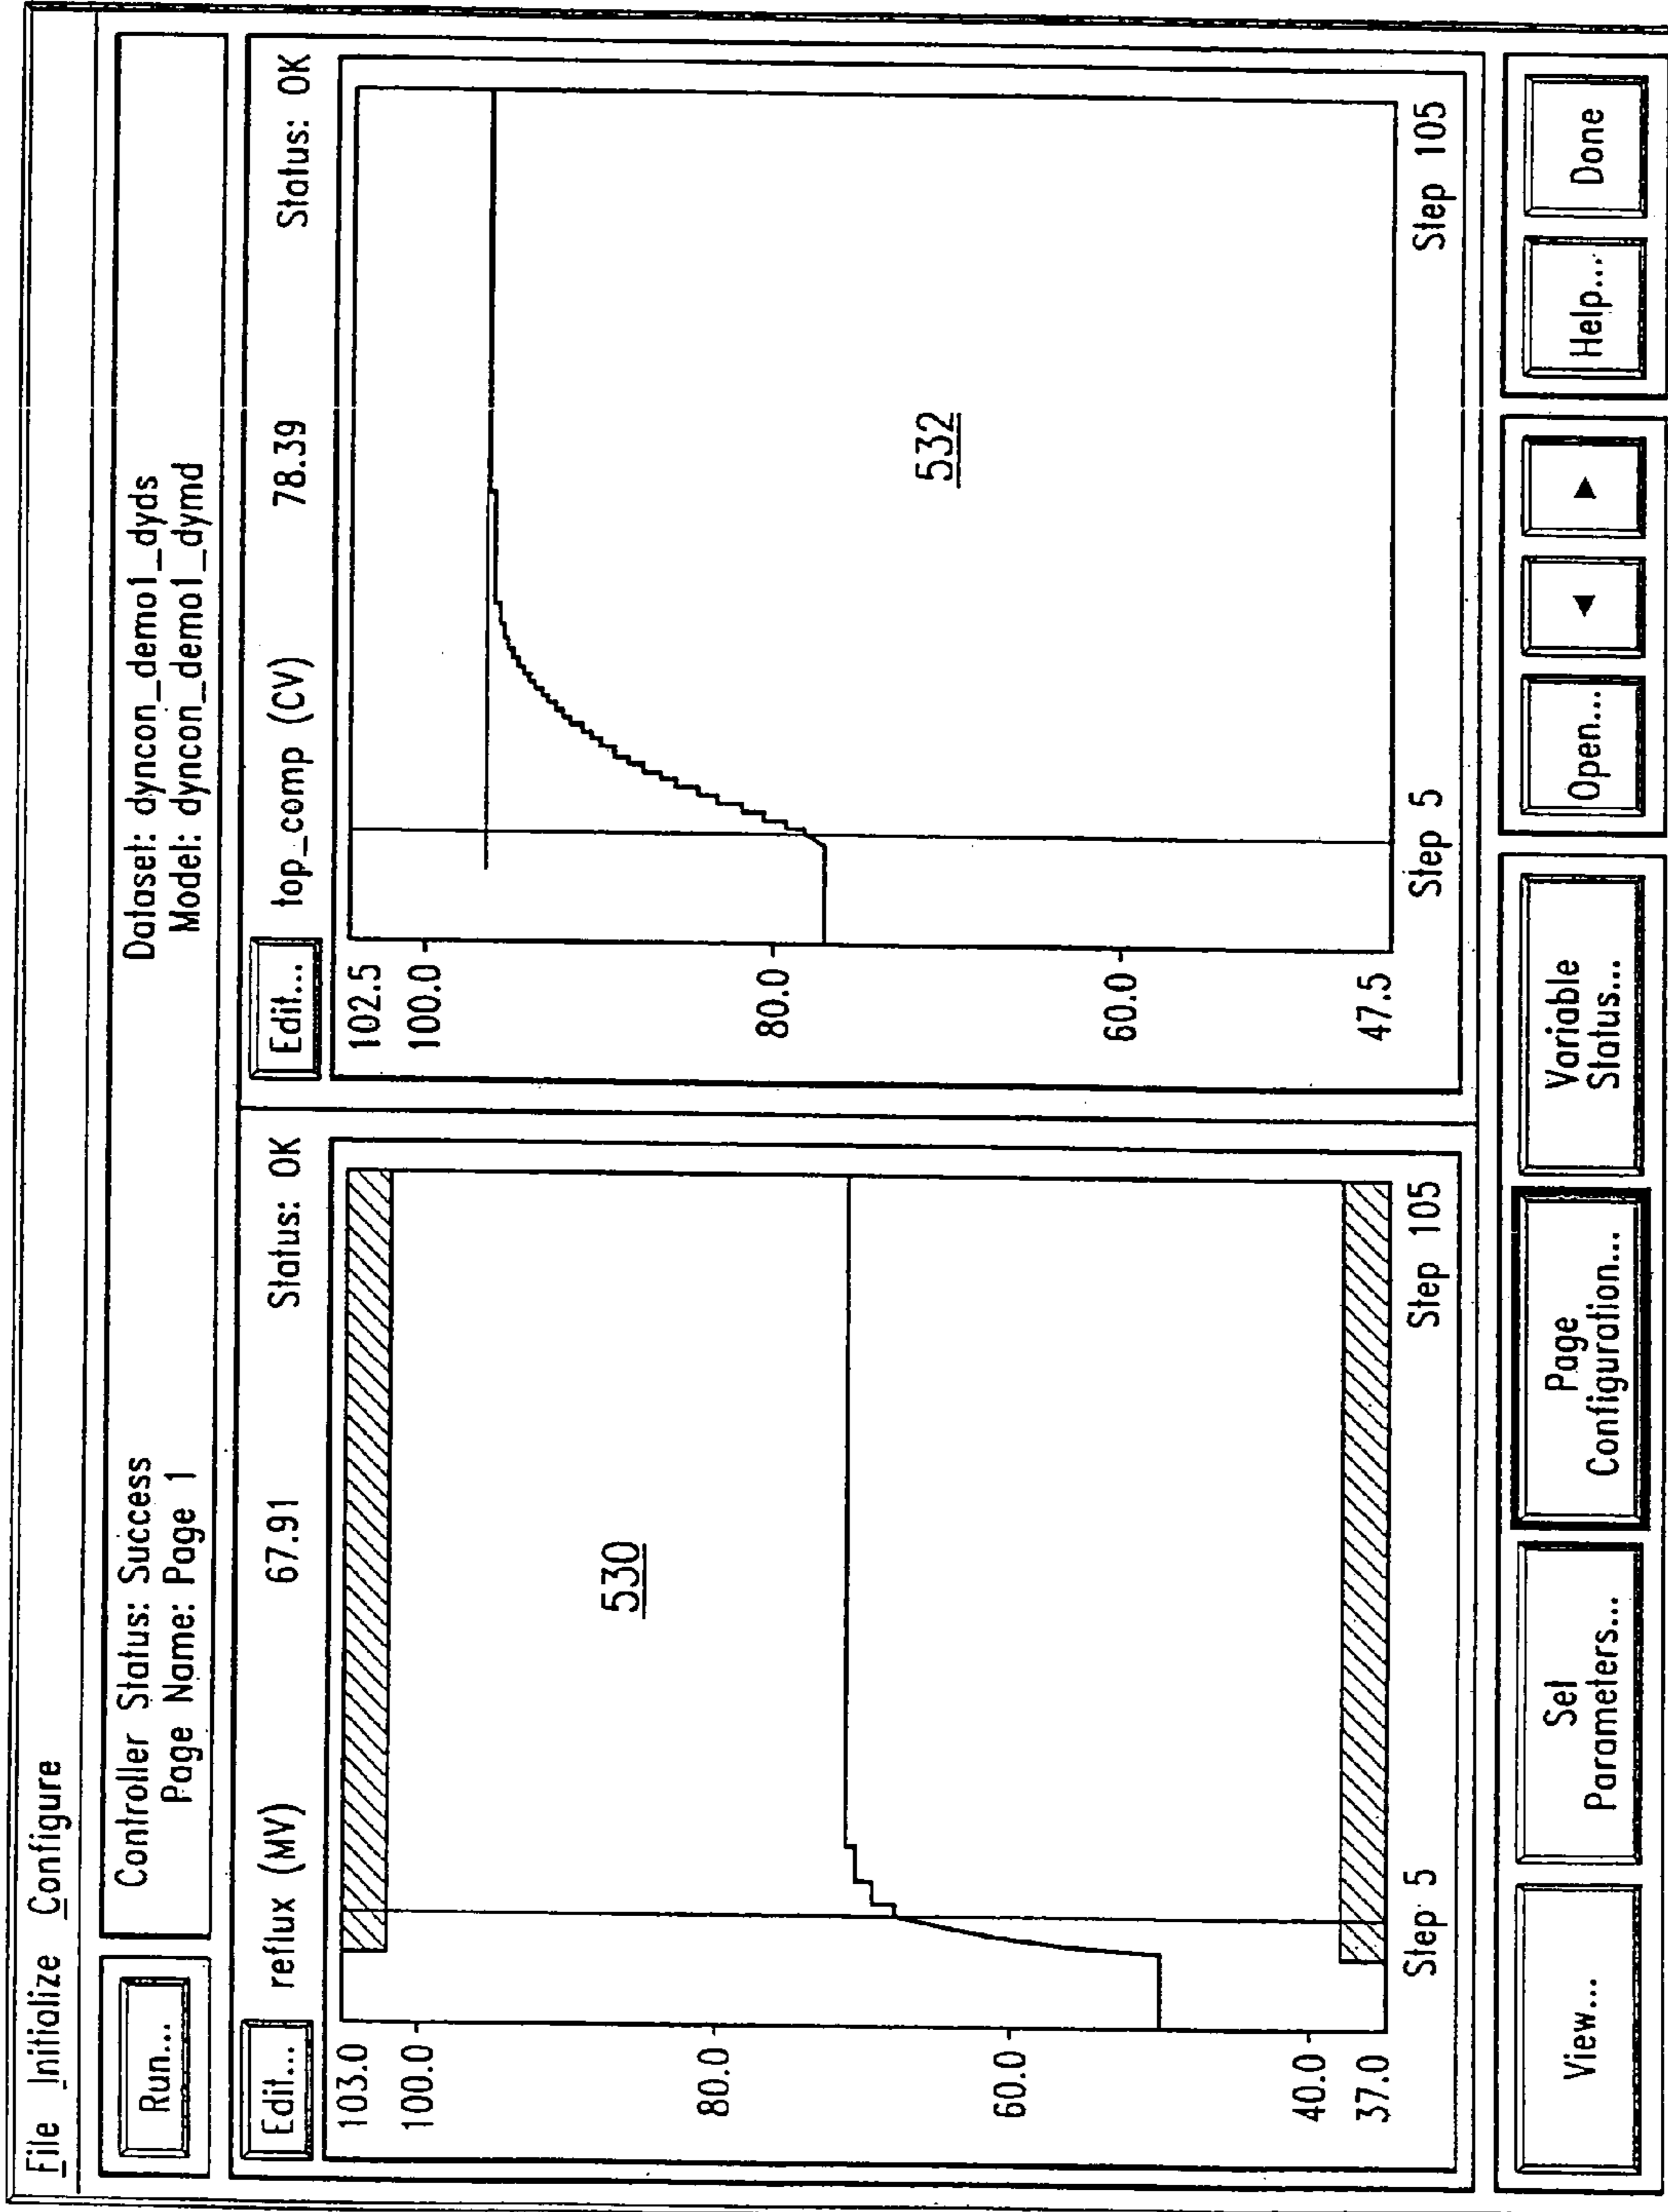 File Initialize Configure
Run...
Controller Status: Success
Page Name: Page 1
Dataset: dyncon_demo1_dyds
Model: dyncon_demo1_dymd
Edit... reflux (MV) 67.91 Status: OK
103.0
100.0
80.0
60.0
40.0
37.0
530
Step 5 Step 105
Edit... top_comp (CV) 78.39 Status: OK
102.5
100.0
80.0
60.0
47.5
532
Step 5 Step 105
View...
Set
Parameters...
Page
Configuration...
Variable
Status...
Open...
Help...
Done